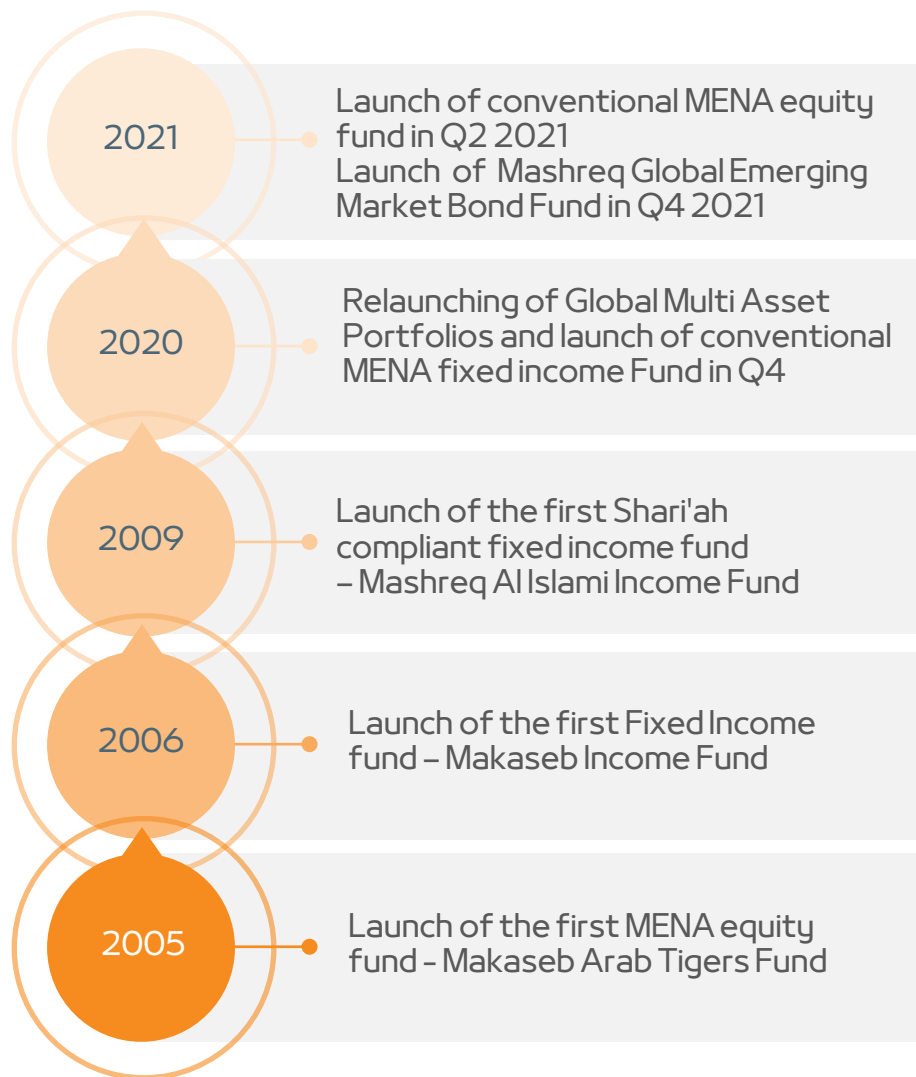 2021
Launch of conventional MENA equity
fund in Q2 2021
Launch of Mashreq Global Emerging
Market Bond Fund in Q4 2021
2020
Relaunching of Global Multi Asset
Portfolios and launch of conventional
MENA fixed income Fund in Q4
2009
Launch of the first Shari'ah
compliant fixed income fund
– Mashreq Al Islami Income Fund
2006
Launch of the first Fixed Income
fund – Makaseb Income Fund
2005
Launch of the first MENA equity
fund - Makaseb Arab Tigers Fund